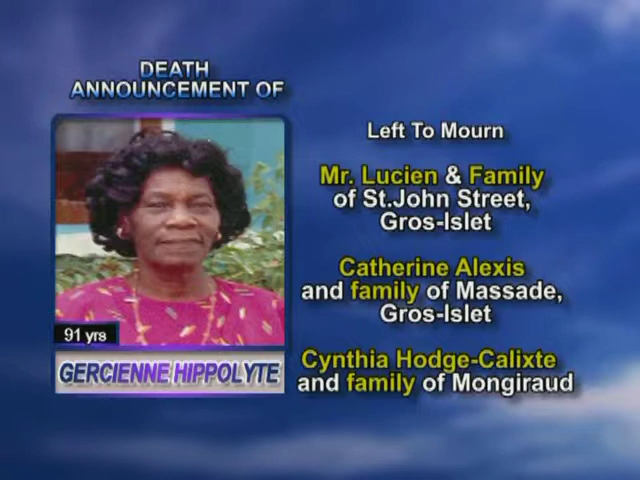 DEATH
ANNOUNCEMENT OF
91 yrs
GERCIENNE HIPPOLYTE
Left To Mourn
Mr. Lucien & Family
of St.John Street,
Gros-Islet
Catherine Alexis
and family of Massade,
Gros-Islet
Cynthia Hodge-Calixte
and family of Mongiraud